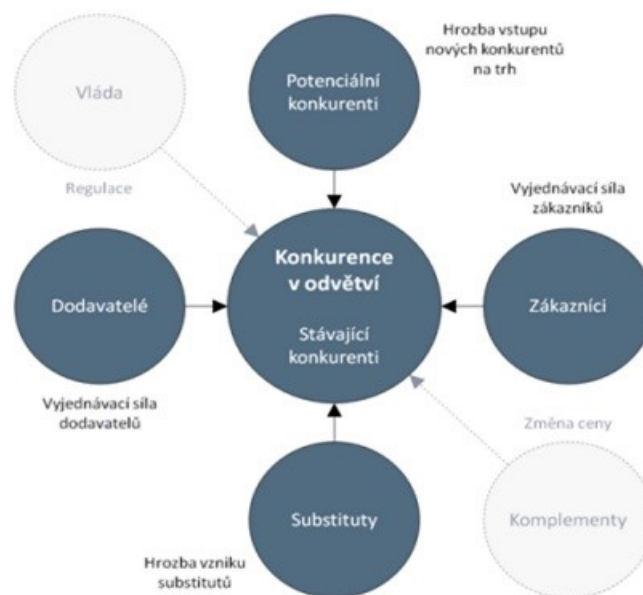 Hrozba vstupu
nových konkurentů
na trh
Vláda
Potenciální
konkurenti
Regulace
Vyjednávací síla
zákazníků
Konkurence
v odvětví
Stávající
konkurenti
Dodavatelé
Zákazníci
Vyjednávací síla
dodavatelů
Změna ceny
Substituty
Komplementy
Hrozba vzniku
substitutů